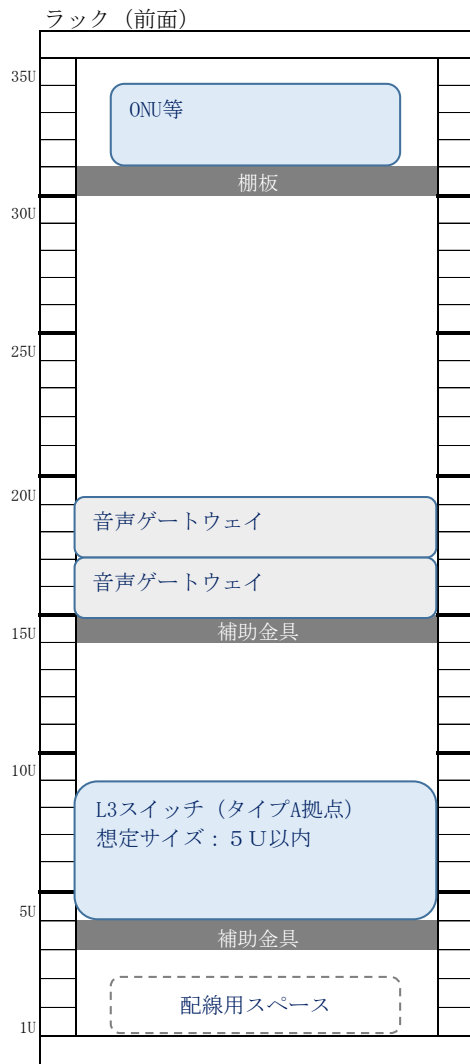 ラック（前面）
35U
ONU等
棚板
30U
25U
20U
音声ゲートウェイ
音声ゲートウェイ
補助金具
15U
10U
L3スイッチ（タイプA拠点）
想定サイズ：５Ｕ以内
5U
補助金具
配線用スペース
1U